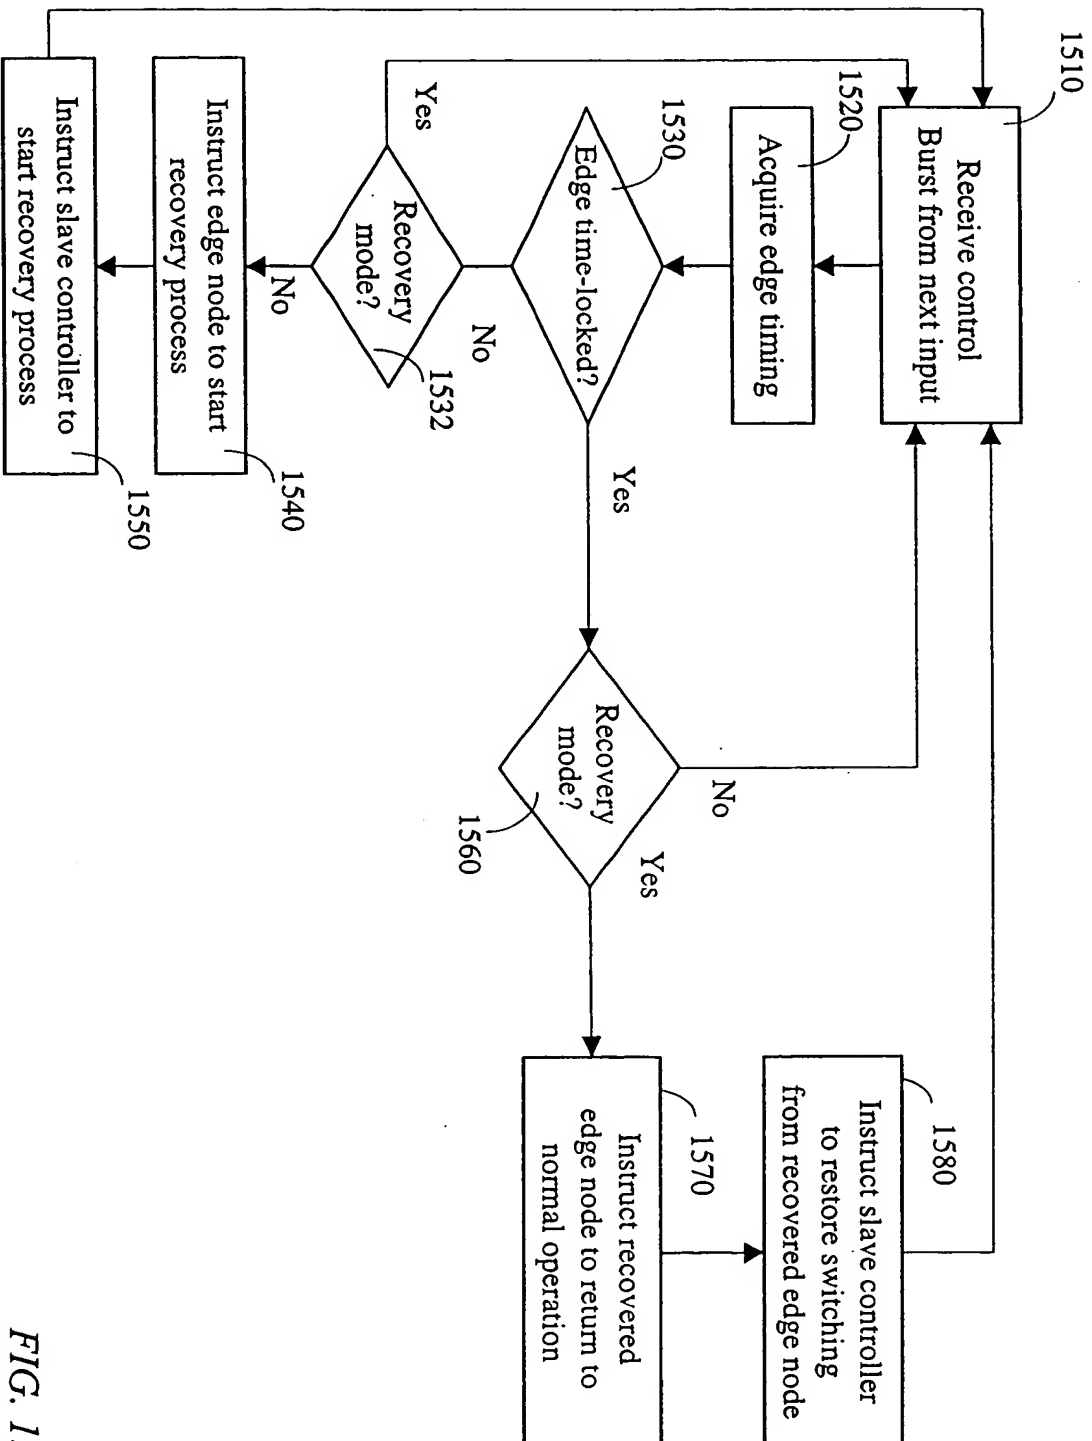 1510
Receive control
Burst from next input
1520
Acquire edge timing
1530
Edge time-locked?
Yes
No
Recovery
mode?
1532
Yes
No
Instruct edge node to start
recovery process
1540
Instruct slave controller to
start recovery process
1550
Recovery
mode?
1560
No
Yes
1570
Instruct recovered
edge node to return to
normal operation
1580
Instruct slave controller
to restore switching
from recovered edge node
FIG. 1